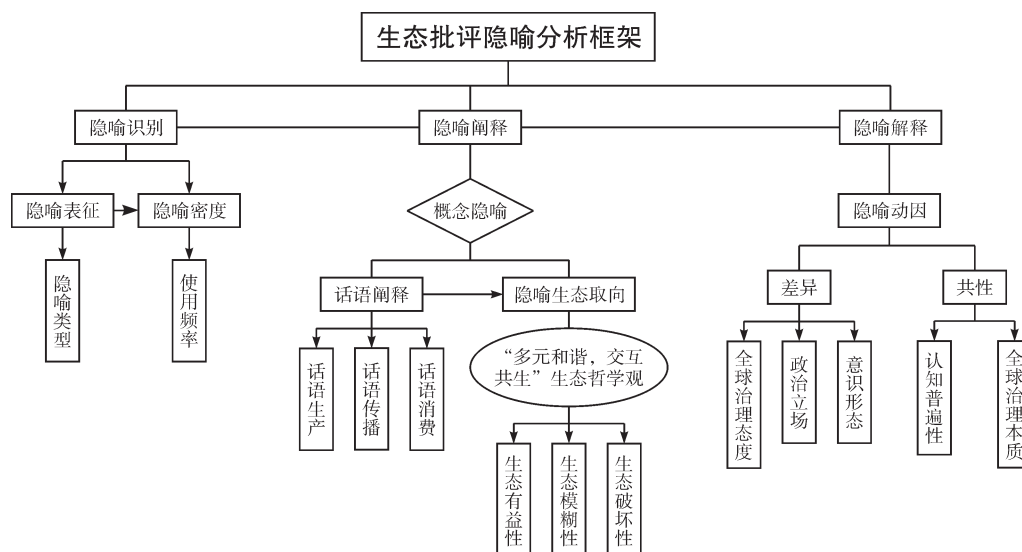 生态批评隐喻分析框架
隐喻识别
隐喻阐释
隐喻解释
隐喻表征
隐喻密度
概念隐喻
隐喻动因
隐喻类型
使用频率
话语阐释
隐喻生态取向
差异
共性
“多元和谐，交互
共生”生态哲学观
话语生产
话语传播
话语消费
全球治理态度
政治立场
意识形态
认知普遍性
全球治理本质
生态有益性
生态模糊性
生态破坏性